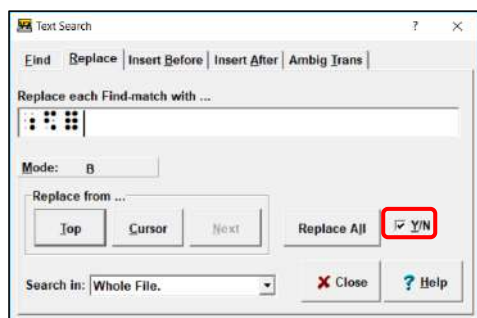 Text Search ? ×
Find Replace Insert Before Insert After Ambig Trans
Replace each Find-match with ...
Mode: B
Replace from ...
Top Cursor Next Replace All Y/N
Search in: Whole File. Close Help